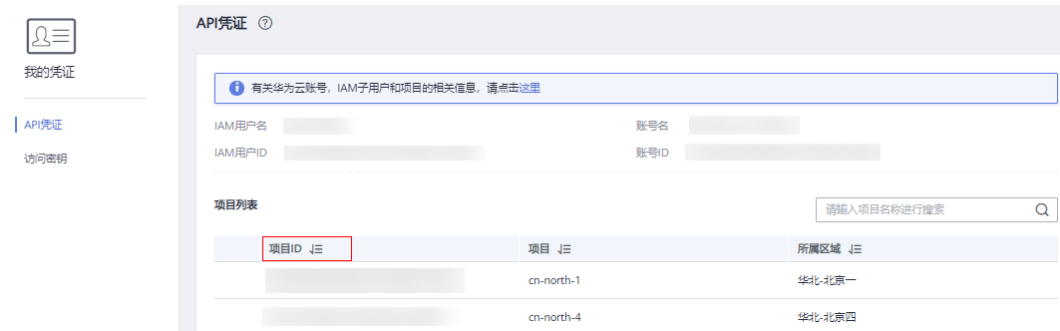 我的凭证
API凭证
访问密钥
API凭证 ?
有关华为云账号，IAM子用户和项目的相关信息，请点击这里
IAM用户名 账号名
IAM用户ID 账号ID
项目列表
请输入项目名称进行搜索
项目ID 项目 所属区域
cn-north-1 华北-北京一
cn-north-4 华北-北京四